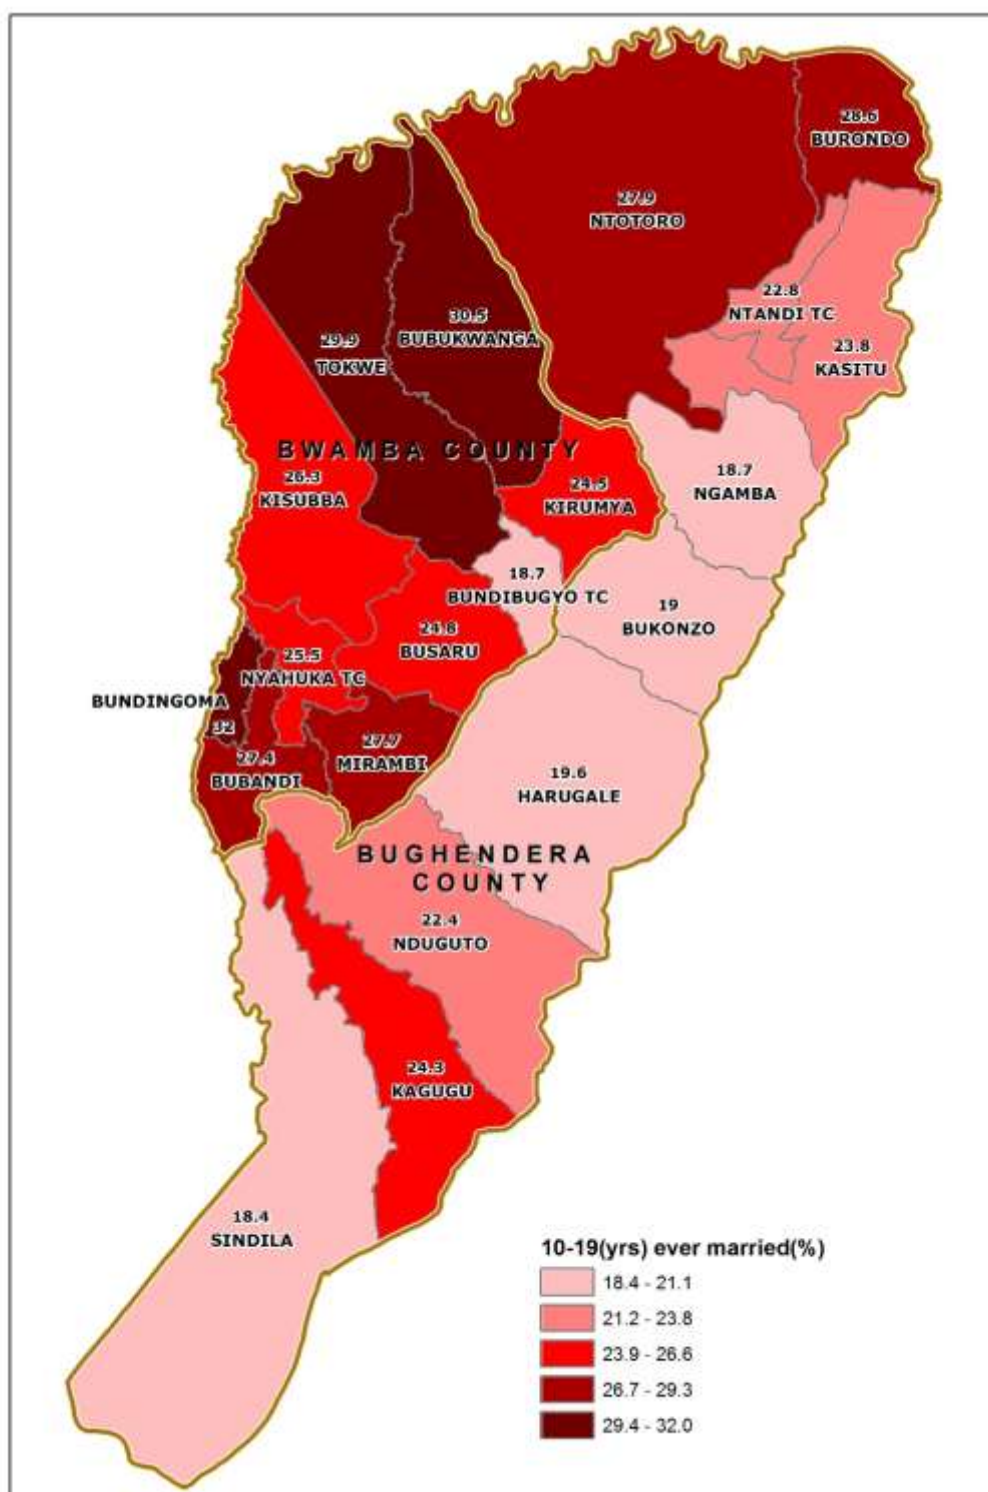 28.6
BURONDO
27.9
NTOTORO
22.8
NTANDI TC
23.8
KASITU
30.5
BUBUKWANGA
29.9
TOKWE
BWAMBA COUNTY
26.3
KISUBBA
24.5
KIRUMYA
18.7
NGAMBA
18.7
BUNDIBUGYO TC
19
BUKONZO
24.8
BUSARU
25.5
NYAHUKA TC
BUNDINGOMA
32
27.4
BUBANDI
27.7
MIRAMBI
19.6
HARUGALE
BUGHENDERA
COUNTY
22.4
NDUGUTO
24.3
KAGUGU
18.4
SINDILA
10-19(yrs) ever married(%)
18.4 - 21.1
21.2 - 23.8
23.9 - 26.6
26.7 - 29.3
29.4 - 32.0